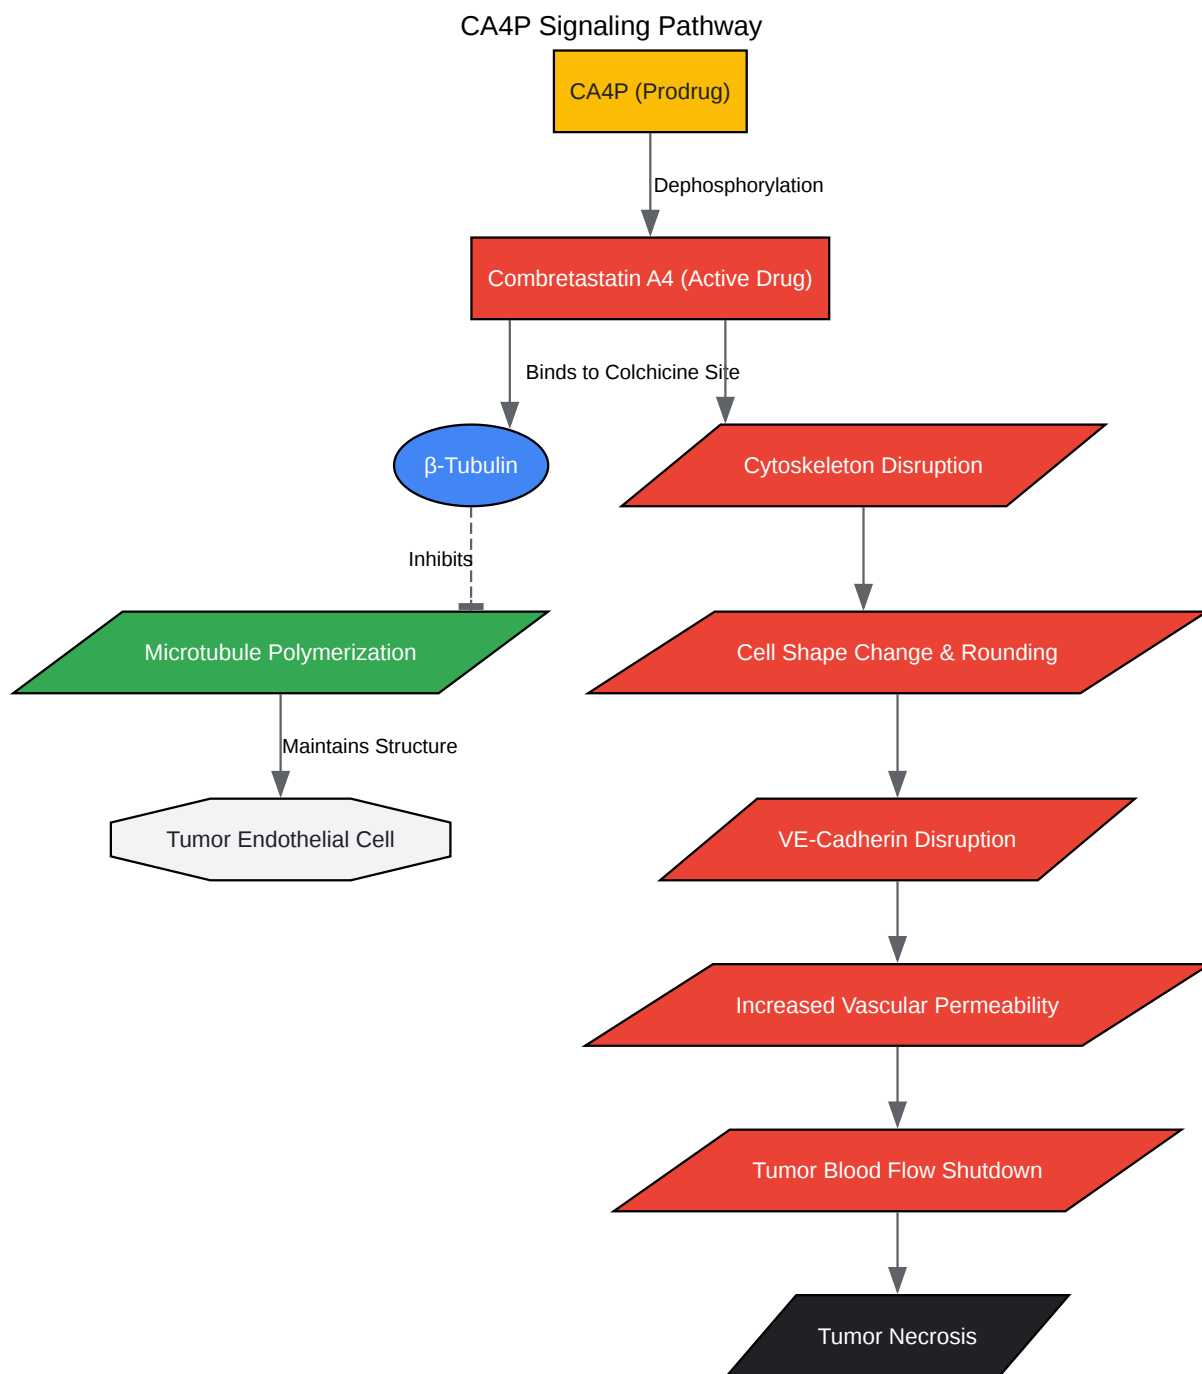 CA4P Signaling Pathway
CA4P (Prodrug)
Dephosphorylation
Combretastatin A4 (Active Drug)
Binds to Colchicine Site
β-Tubulin
Cytoskeleton Disruption
Inhibits
Microtubule Polymerization
Cell Shape Change & Rounding
Maintains Structure
Tumor Endothelial Cell
VE-Cadherin Disruption
Increased Vascular Permeability
Tumor Blood Flow Shutdown
Tumor Necrosis